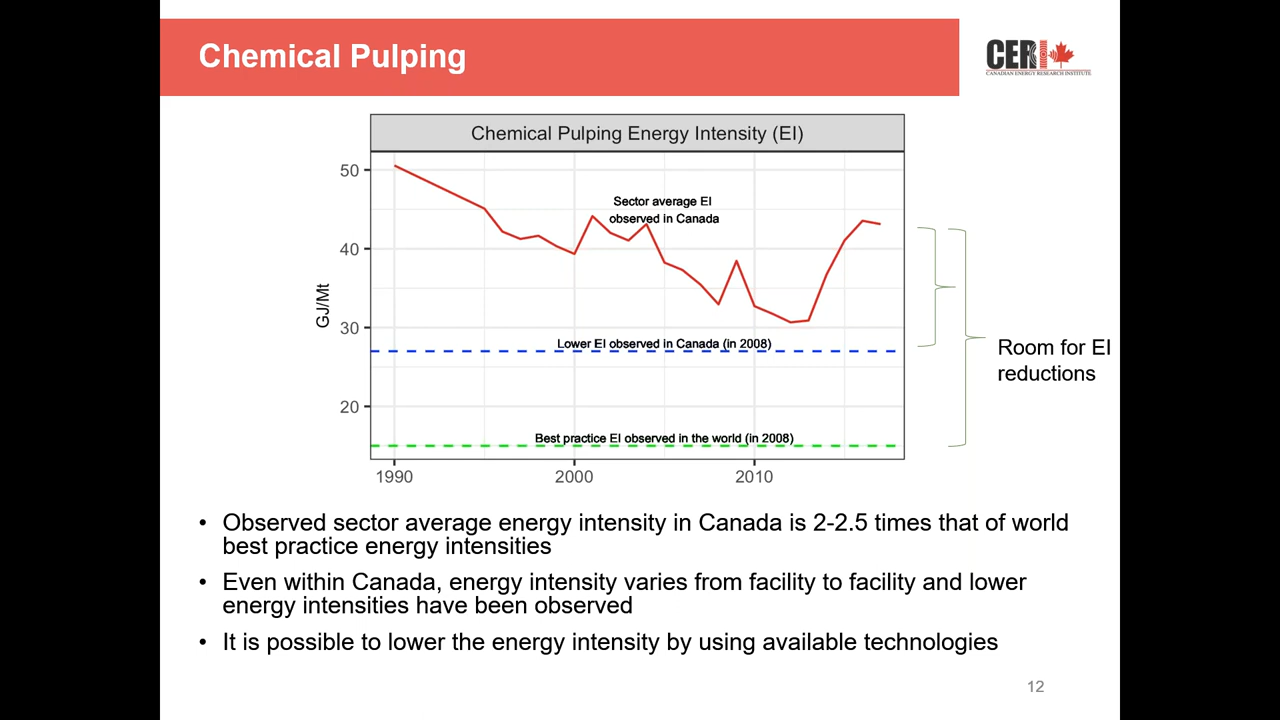 Chemical Pulping
CERI
CANADIAN ENERGY RESEARCH INSTITUTE
Chemical Pulping Energy Intensity (EI)
50
40
30
20
GJ/Mt
Sector average EI
observed in Canada
Lower EI observed in Canada (in 2008)
Best practice EI observed in the world (in 2008)
1990
2000
2010
Room for EI
reductions
• Observed sector average energy intensity in Canada is 2-2.5 times that of world
best practice energy intensities
• Even within Canada, energy intensity varies from facility to facility and lower
energy intensities have been observed
• It is possible to lower the energy intensity by using available technologies
12